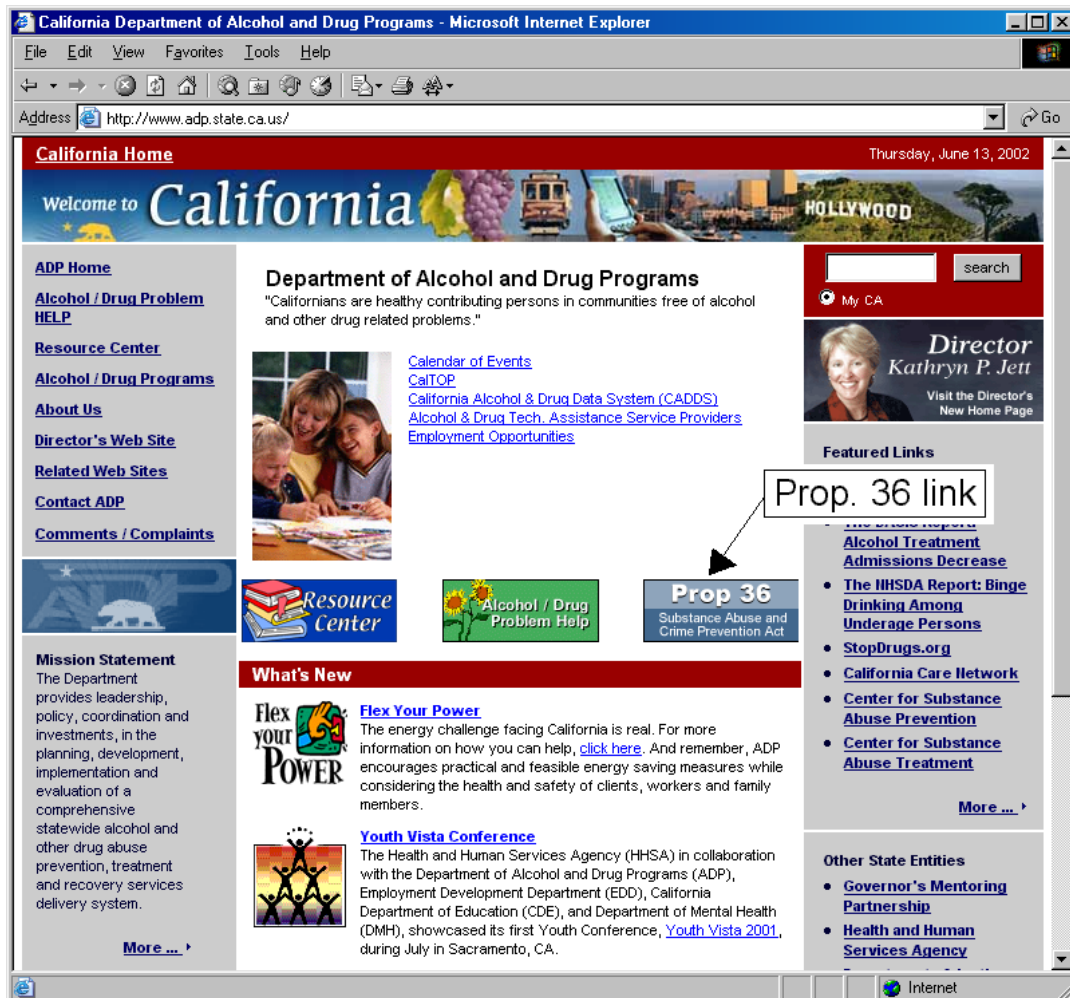 California Department of Alcohol and Drug Programs - Microsoft Internet Explorer
File Edit View Favorites Tools Help
Address http://www.adp.state.ca.us/ Go
California Home
Thursday, June 13, 2002
Welcome to California
HOLLYWOOD
ADP Home
Alcohol / Drug Problem
HELP
Resource Center
Alcohol / Drug Programs
About Us
Director's Web Site
Related Web Sites
Contact ADP
Comments / Complaints
ADP
Mission Statement
The Department
provides leadership,
policy, coordination and
investments, in the
planning, development,
implementation and
evaluation of a
comprehensive
statewide alcohol and
other drug abuse
prevention, treatment
and recovery services
delivery system.
More ...
Department of Alcohol and Drug Programs
"Californians are healthy contributing persons in communities free of alcohol
and other drug related problems."
Calendar of Events
CalTOP
California Alcohol & Drug Data System (CADDS)
Alcohol & Drug Tech. Assistance Service Providers
Employment Opportunities
Prop. 36 link
Resource
Center
Alcohol / Drug
Problem Help
Prop 36
Substance Abuse and
Crime Prevention Act
What's New
Flex
your
POWER
Flex Your Power
The energy challenge facing California is real. For more
information on how you can help, click here. And remember, ADP
encourages practical and feasible energy saving measures while
considering the health and safety of clients, workers and family
members.
Youth Vista Conference
The Health and Human Services Agency (HHSA) in collaboration
with the Department of Alcohol and Drug Programs (ADP),
Employment Development Department (EDD), California
Department of Education (CDE), and Department of Mental Health
(DMH), showcased its first Youth Conference, Youth Vista 2001,
during July in Sacramento, CA.
search
My CA
Director
Kathryn P. Jett
Visit the Director's
New Home Page
Featured Links
Alcohol Treatment
Admissions Decrease
The NHSDA Report: Binge
Drinking Among
Underage Persons
StopDrugs.org
California Care Network
Center for Substance
Abuse Prevention
Center for Substance
Abuse Treatment
More ...
Other State Entities
Governor's Mentoring
Partnership
Health and Human
Services Agency
Internet